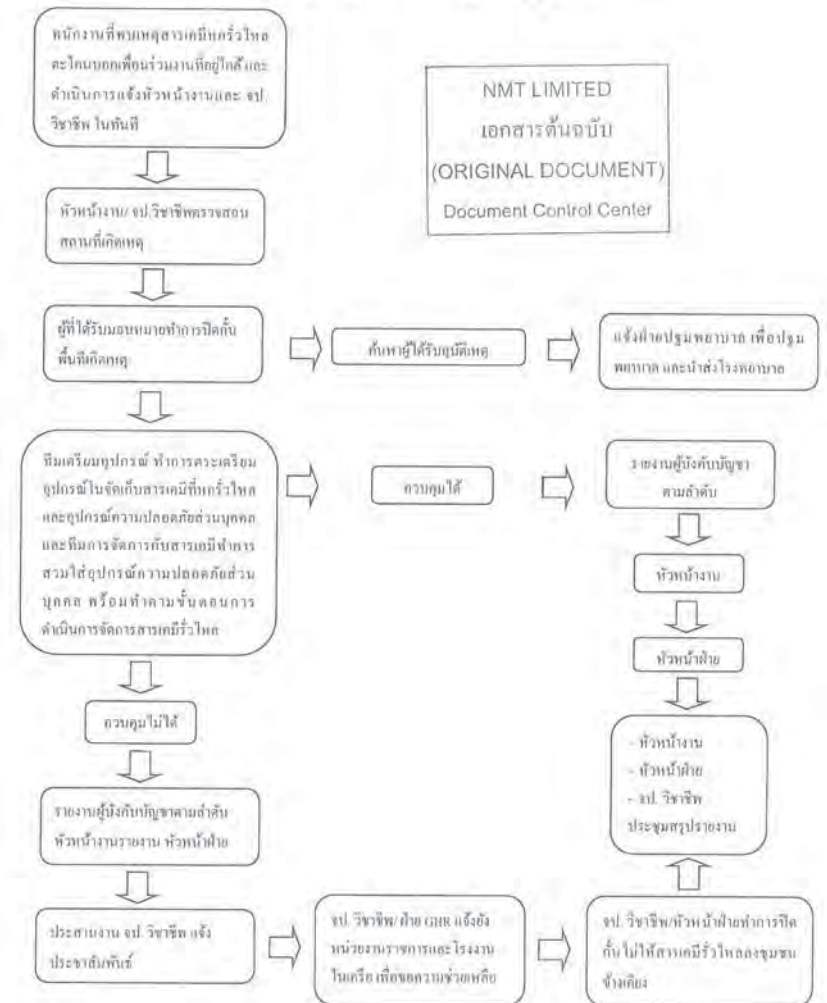 พนักงานที่พบเหตุสารเคมีหกรั่วไหล
ตะโกนบอกเพื่อนร่วมงานที่อยู่ใกล้และ
ดำเนินการแจ้งหัวหน้างานและ จป.
วิชาชีพ ในทันที
NMT LIMITED
เอกสารต้นฉบับ
(ORIGINAL DOCUMENT)
Document Control Center
หัวหน้างาน/ จป.วิชาชีพตรวจสอบ
สถานที่เกิดเหตุ
ผู้ที่ได้รับมอบหมายทำการปิดกั้น
พื้นที่เกิดเหตุ
ค้นหาผู้ได้รับอุบัติเหตุ
แจ้งฝ่ายปฐมพยาบาล เพื่อปฐม
พยาบาล และนำส่งโรงพยาบาล
ทีมเตรียมอุปกรณ์ ทำการตระเตรียม
อุปกรณ์ในจัดเก็บสารเคมีที่หกรั่วไหล
และอุปกรณ์ความปลอดภัยส่วนบุคคล
และทีมการจัดการกับสารเคมีทำการ
สวมใส่อุปกรณ์ความปลอดภัยส่วน
บุคคล พร้อมทำตามขั้นตอนการ
ดำเนินการจัดการสารเคมีรั่วไหล
ควบคุมได้
รายงานผู้บังคับบัญชา
ตามลำดับ
หัวหน้างาน
หัวหน้าฝ่าย
- หัวหน้างาน
- หัวหน้าฝ่าย
- จป. วิชาชีพ
ประชุมสรุปรายงาน
ควบคุมไม่ได้
รายงานผู้บังคับบัญชาตามลำดับ
หัวหน้างานรายงาน หัวหน้าฝ่าย
ประสานงาน จป. วิชาชีพ แจ้ง
ประชาสัมพันธ์
จป. วิชาชีพ/ ฝ่าย GHR แจ้งยัง
หน่วยงานราชการและโรงงาน
ในเครือ เพื่อขอความช่วยเหลือ
จป. วิชาชีพ/หัวหน้าฝ่ายทำการปิด
กั้นไม่ให้สารเคมีรั่วไหลลงชุมชน
ข้างเคียง